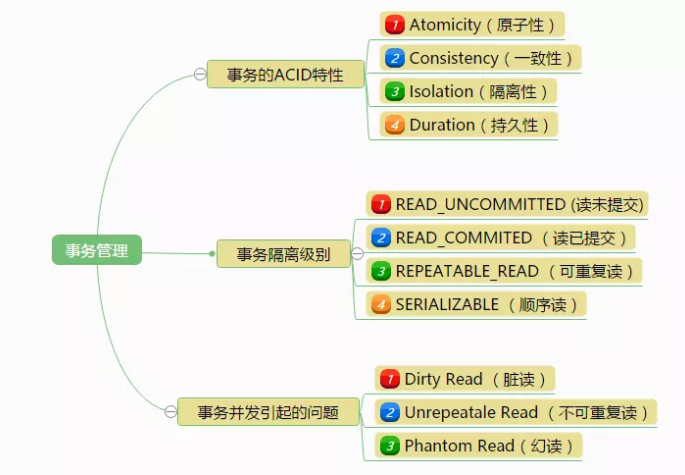 事务管理
事务的ACID特性
1 Atomicity（原子性）
2 Consistency（一致性）
3 Isolation（隔离性）
4 Duration（持久性）
事务隔离级别
1 READ_UNCOMMITTED (读未提交)
2 READ_COMMITED （读已提交）
3 REPEATABLE_READ （可重复读）
4 SERIALIZABLE （顺序读）
事务并发引起的问题
1 Dirty Read （脏读）
2 Unrepeatale Read （不可重复读）
3 Phantom Read（幻读）